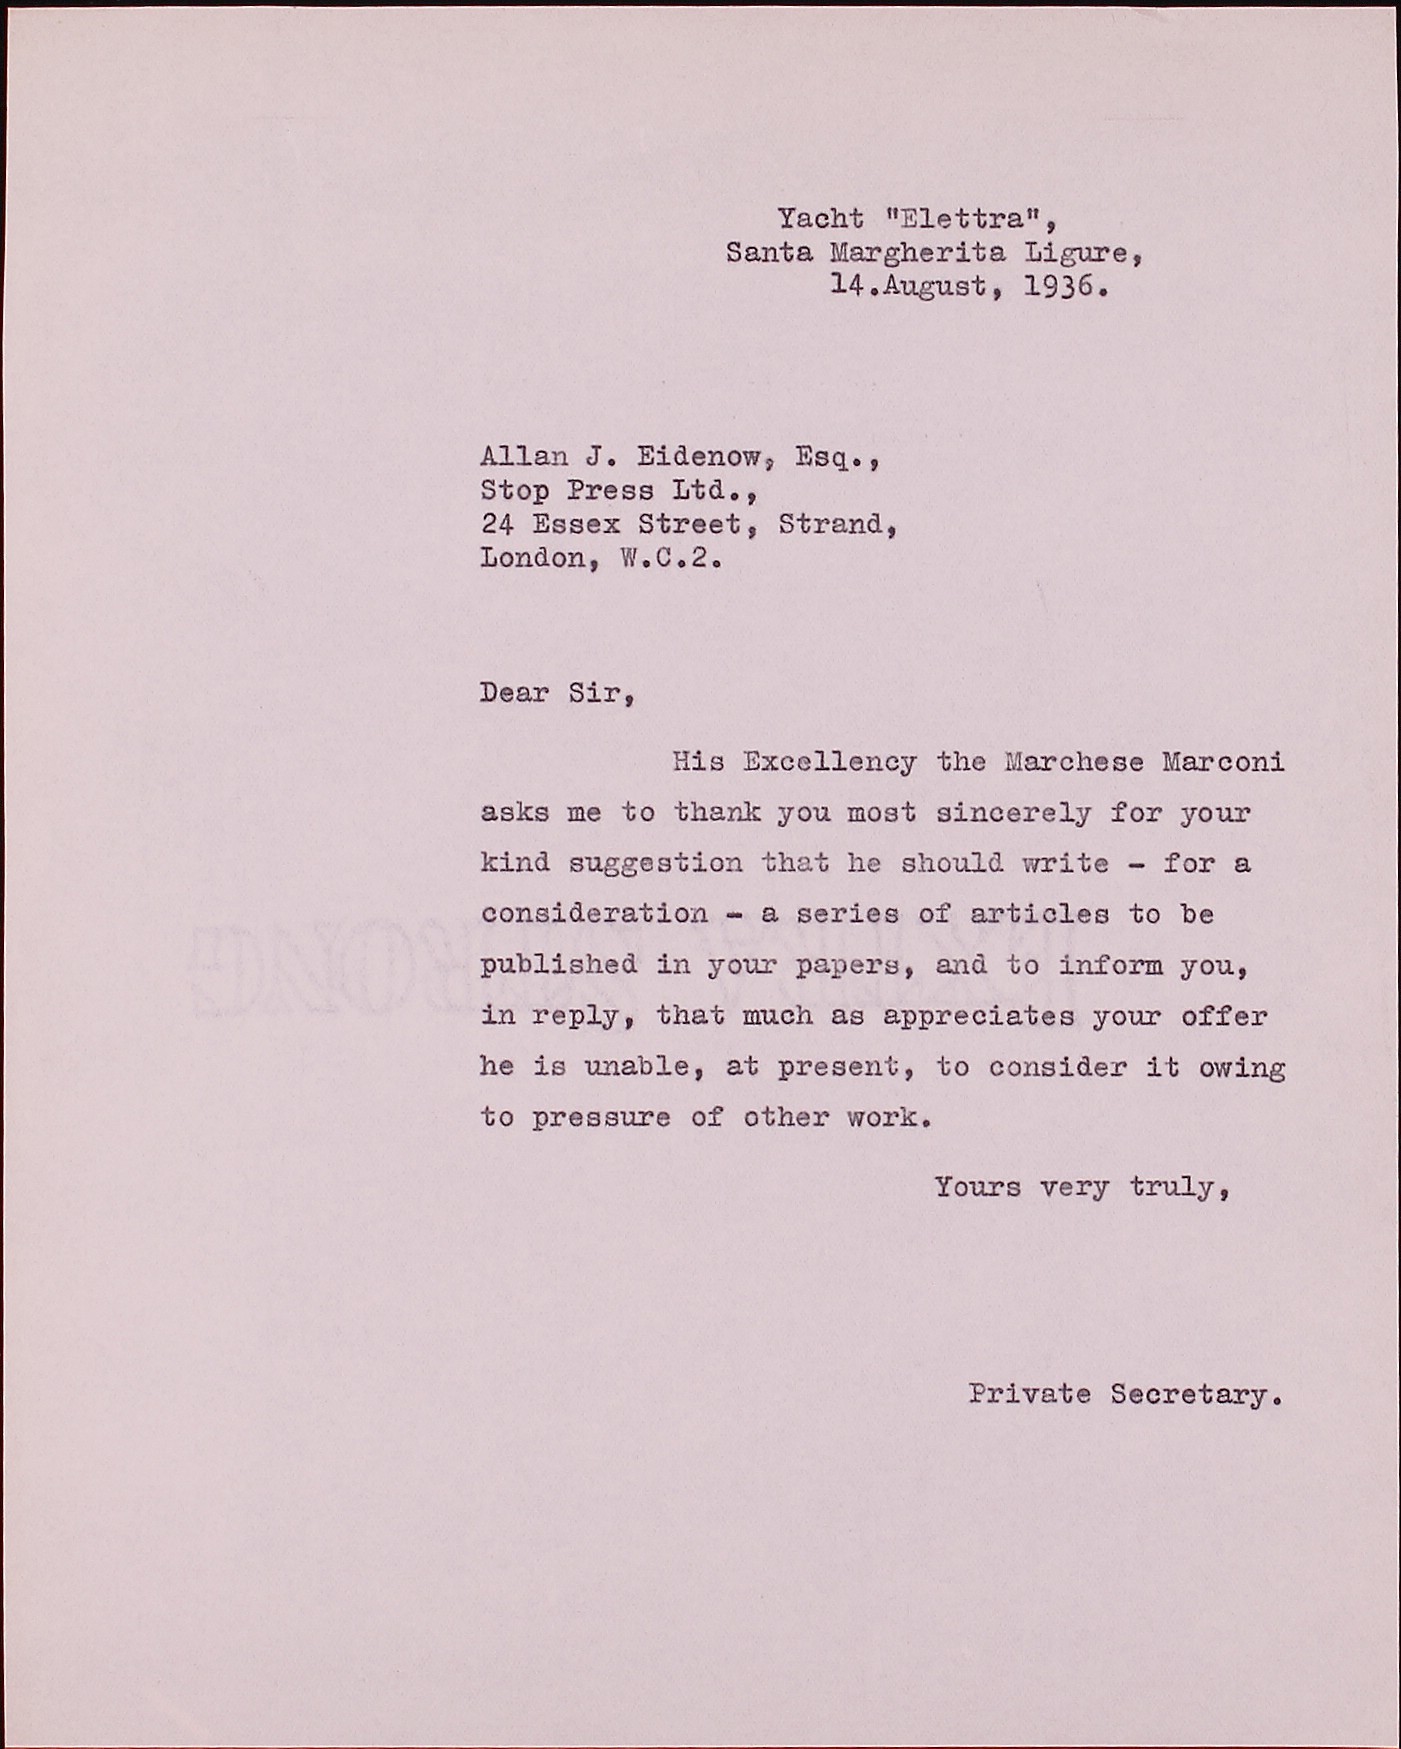 Yacht "Elettra",
Santa Margherita Ligure,
14.August, 1936.
Allan J. Eidenow, Esq.,
Stop Press Ltd.,
24 Essex Street, Strand,
London, W.C.2.
Dear Sir,
His Excellency the Marchese Marconi
asks me to thank you most sincerely for your
kind suggestion that he should write - for a
consideration - a series of articles to be
published in your papers, and to inform you,
in reply, that much as appreciates your offer
he is unable, at present, to consider it owing
to pressure of other work.
Yours very truly,
Private Secretary.